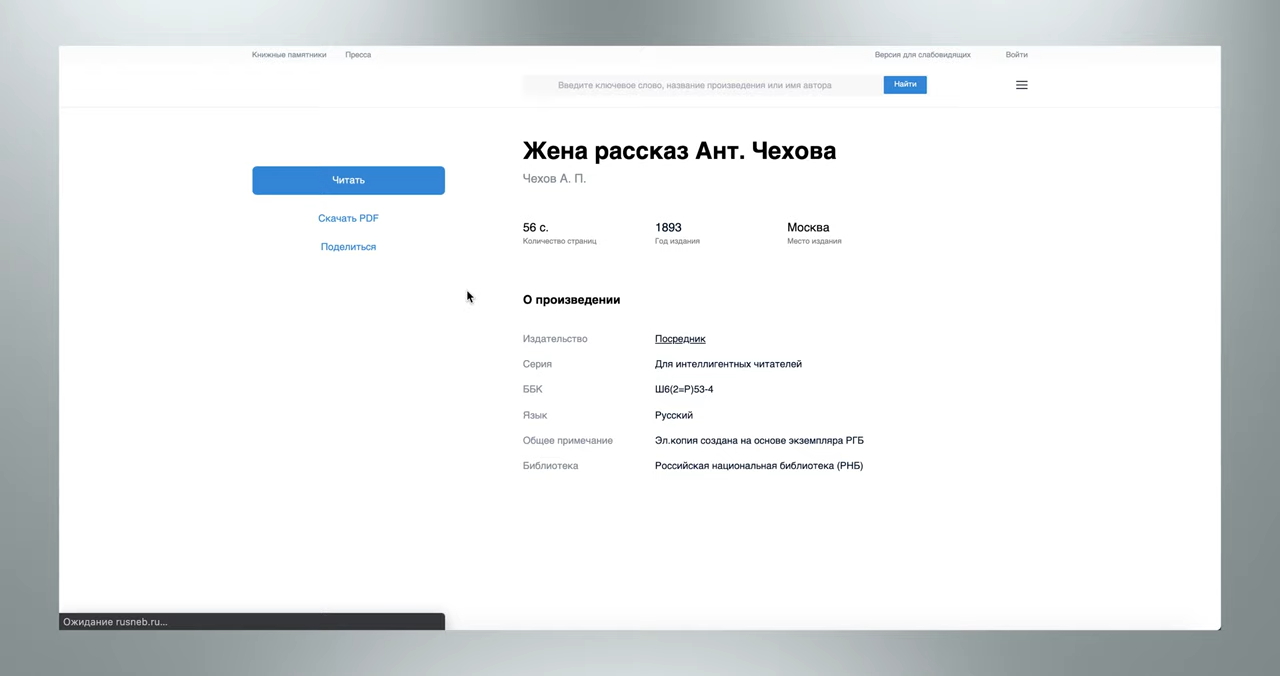 Книжные памятники Пресса Версия для слабовидящих Войти
Введите ключевое слово, название произведения или имя автора Найти
Жена рассказ Ант. Чехова
Чехов А. П.
Читать
Скачать PDF
Поделиться
56 с. 1893 Москва
Количество страниц Год издания Место издания
О произведении
Издательство Посредник
Серия Для интеллигентных читателей
ББК Ш6(2=Р)53-4
Язык Русский
Общее примечание Эл.копия создана на основе экземпляра РГБ
Библиотека Российская национальная библиотека (РНБ)
Ожидание rusneb.ru...